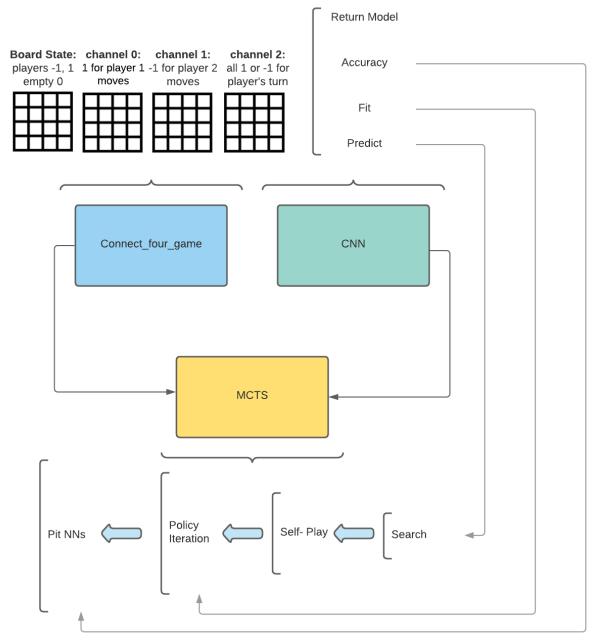 Return Model
Board State:
players -1, 1
empty 0
channel 0:
1 for player 1
moves
channel 1:
-1 for player 2
moves
channel 2:
all 1 or -1 for
player's turn
Accuracy
Fit
Predict
Connect_four_game
CNN
MCTS
Pit NNs
Policy
Iteration
Self- Play
Search